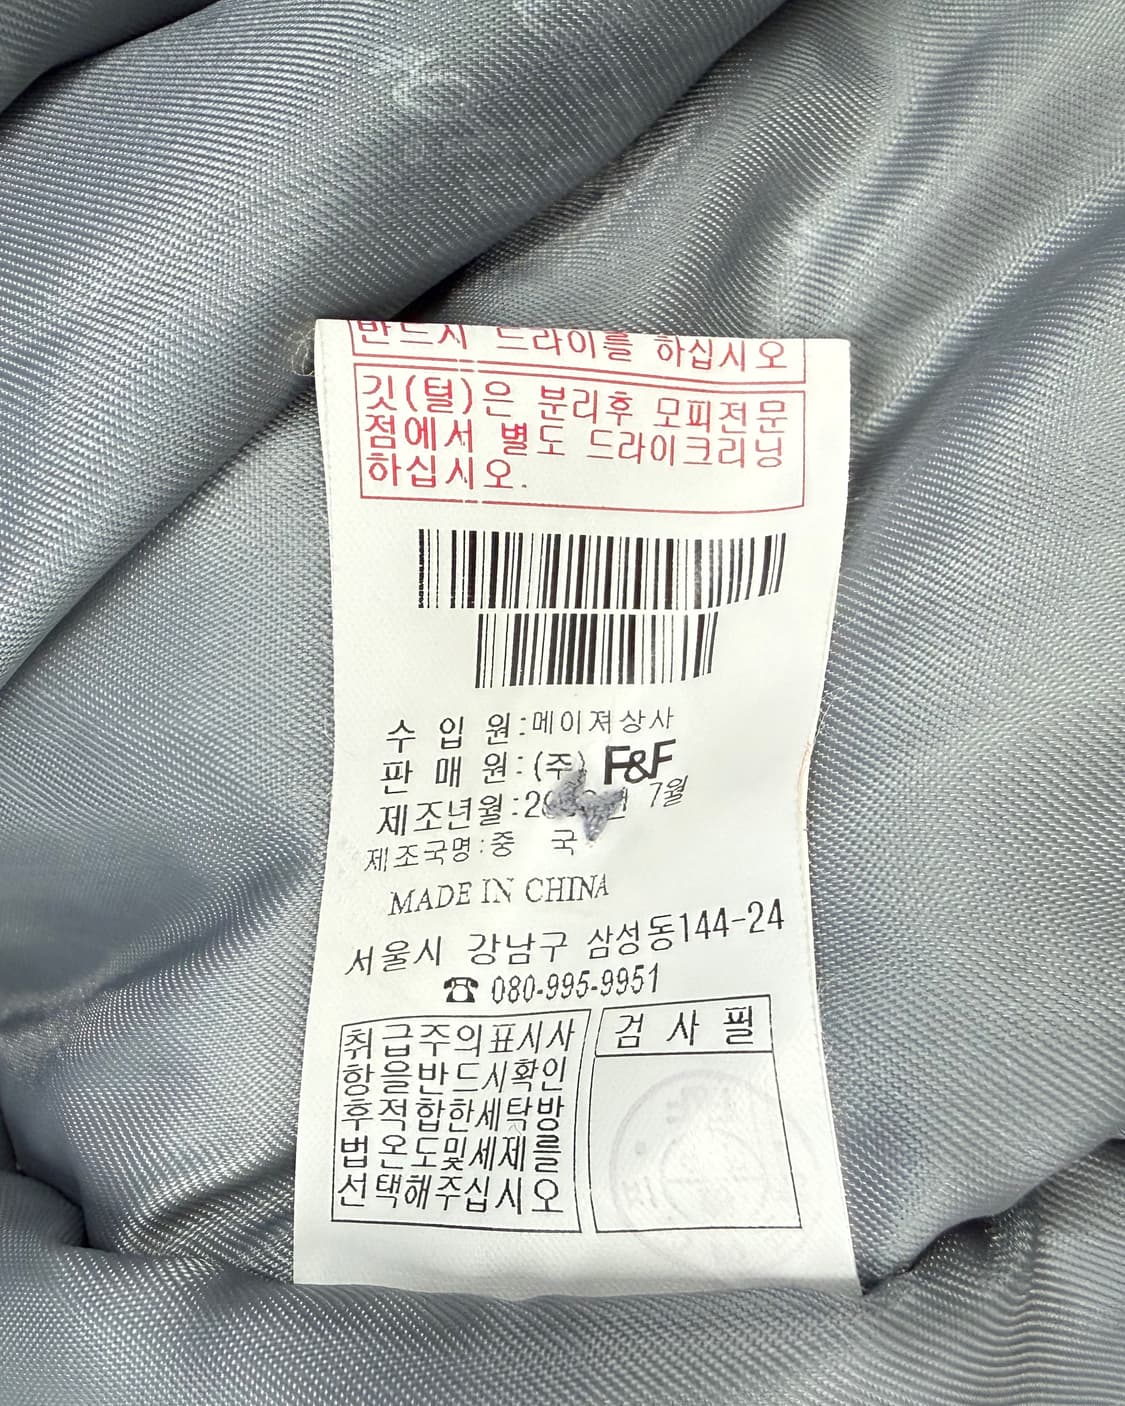 반드시 드라이를 하십시오
깃(털)은 분리후 모피전문
점에서 별도 드라이크리닝
하십시오.
수 입 원:메이져상사
판 매 원:(주) F&F
제조년월: 7월
제조국명:중 국
MADE IN CHINA
서울시 강남구 삼성동144-24
☎ 080-995-9951
취급주의표시사
항을반드시확인
후적합한세탁방
법온도및세제를
선택해주십시오
검 사 필